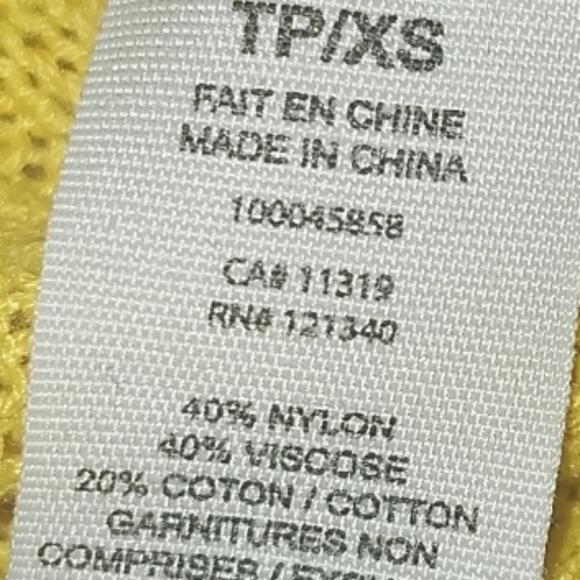 TP/XS
FAIT EN CHINE
MADE IN CHINA
100045858
CA# 11319
RN# 121340
40% NYLON
40% VISCOSE
20% COTON / COTTON
GARNITURES NON
COMPRISES /